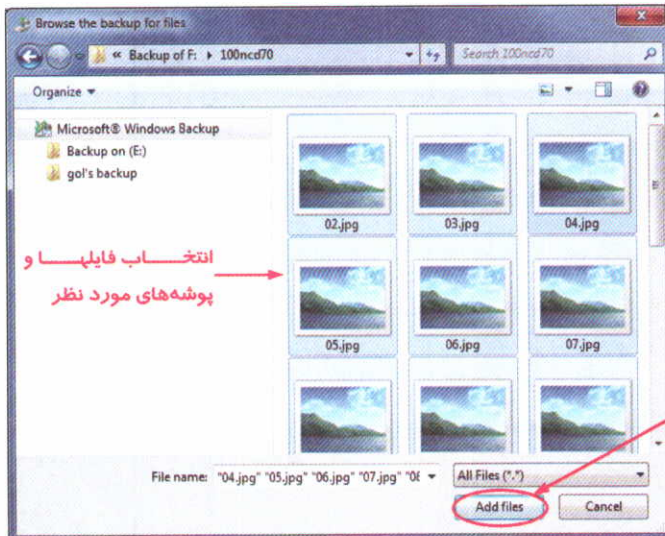 Browse the backup for files
« Backup of F: ▸ 100ncd70
Search 100ncd70
Organize ▾
Microsoft® Windows Backup
Backup on (E:)
gol's backup
انتخـــاب فایلهـــا و
پوشه‌های مورد نظر
02.jpg
03.jpg
04.jpg
05.jpg
06.jpg
07.jpg
File name: "04.jpg" "05.jpg" "06.jpg" "07.jpg"
All Files (*.*)
Add files
Cancel